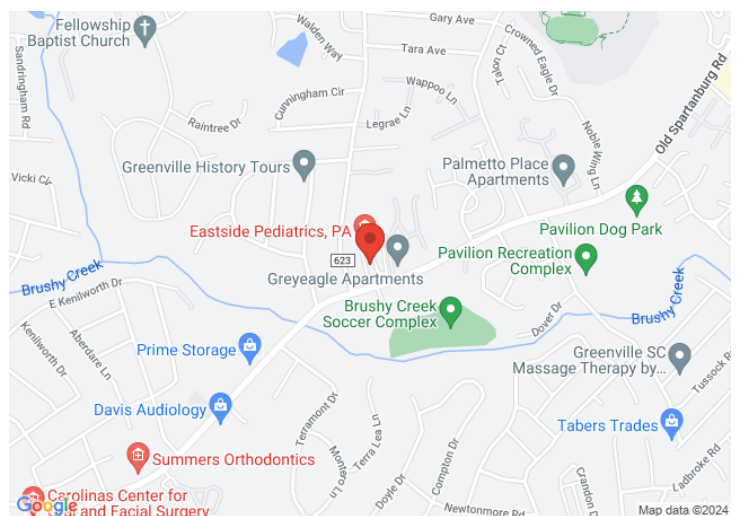 Gary Ave
Fellowship
Baptist Church
Walden Way
Tara Ave
Crowned Eagle Dr
Talon Ct
Sandringham Rd
Wappoo Ln
Cunningham Cir
Old Spartanburg Rd
Legrae Ln
Raintree Dr
Noble Wing Ln
Greenville History Tours
Palmetto Place
Apartments
Vicki Cir
Eastside Pediatrics, PA
Pavilion Dog Park
623
Pavilion Recreation
Complex
Greyeagle Apartments
Brushy Creek
E Kenilworth Dr
Brushy Creek
Soccer Complex
Dover Dr
Brushy Creek
Kenilworth Dr
Aberdare Ln
Prime Storage
Greenville SC
Massage Therapy by...
Tussock Rd
Davis Audiology
Terramont Dr
Terra Lea Ln
Compton Dr
Tabers Trades
Summers Orthodontics
Montero Ln
Doyle Dr
Crandon D
Ladbroke Rd
Carolinas Center for
Oral and Facial Surgery
Newtonmore Rd
Google
Map data ©2024